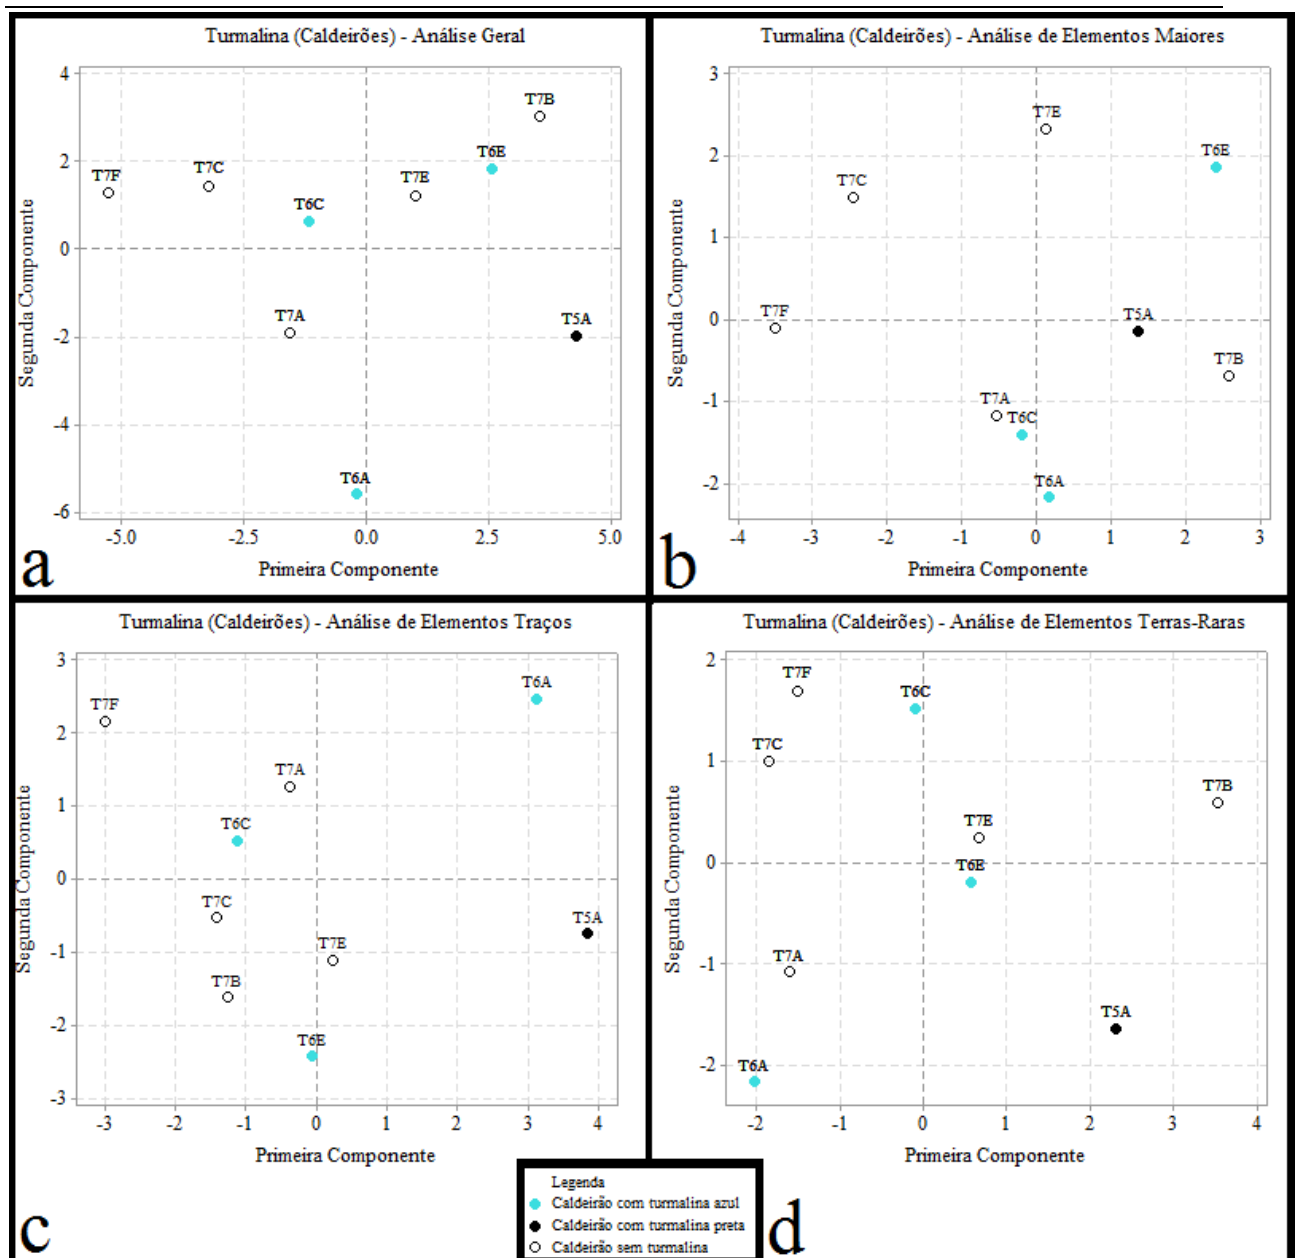 Turmalina (Caldeirões) - Análise Geral
4
2
0
-2
-4
-6
Segunda Componente
T7B
T6E
T7E
T7C
T7F
T6C
T7A
T5A
T6A
-5.0 -2.5 0.0 2.5 5.0
Primeira Componente
a
Turmalina (Caldeirões) - Análise de Elementos Maiores
3
2
1
0
-1
-2
Segunda Componente
T7E
T6E
T7C
T7F
T5A
T7B
T7A
T6C
T6A
-4 -3 -2 -1 0 1 2 3
Primeira Componente
b
Turmalina (Caldeirões) - Análise de Elementos Traços
3
2
1
0
-1
-2
-3
Segunda Componente
T6A
T7F
T7A
T6C
T7C
T5A
T7E
T7B
T6E
-3 -2 -1 0 1 2 3 4
Primeira Componente
c
Turmalina (Caldeirões) - Análise de Elementos Terras-Raras
2
1
0
-1
-2
Segunda Componente
T7F
T6C
T7C
T7B
T7E
T6E
T7A
T5A
T6A
-2 -1 0 1 2 3 4
Primeira Componente
d
Legenda
Caldeirão com turmalina azul
Caldeirão com turmalina preta
Caldeirão sem turmalina